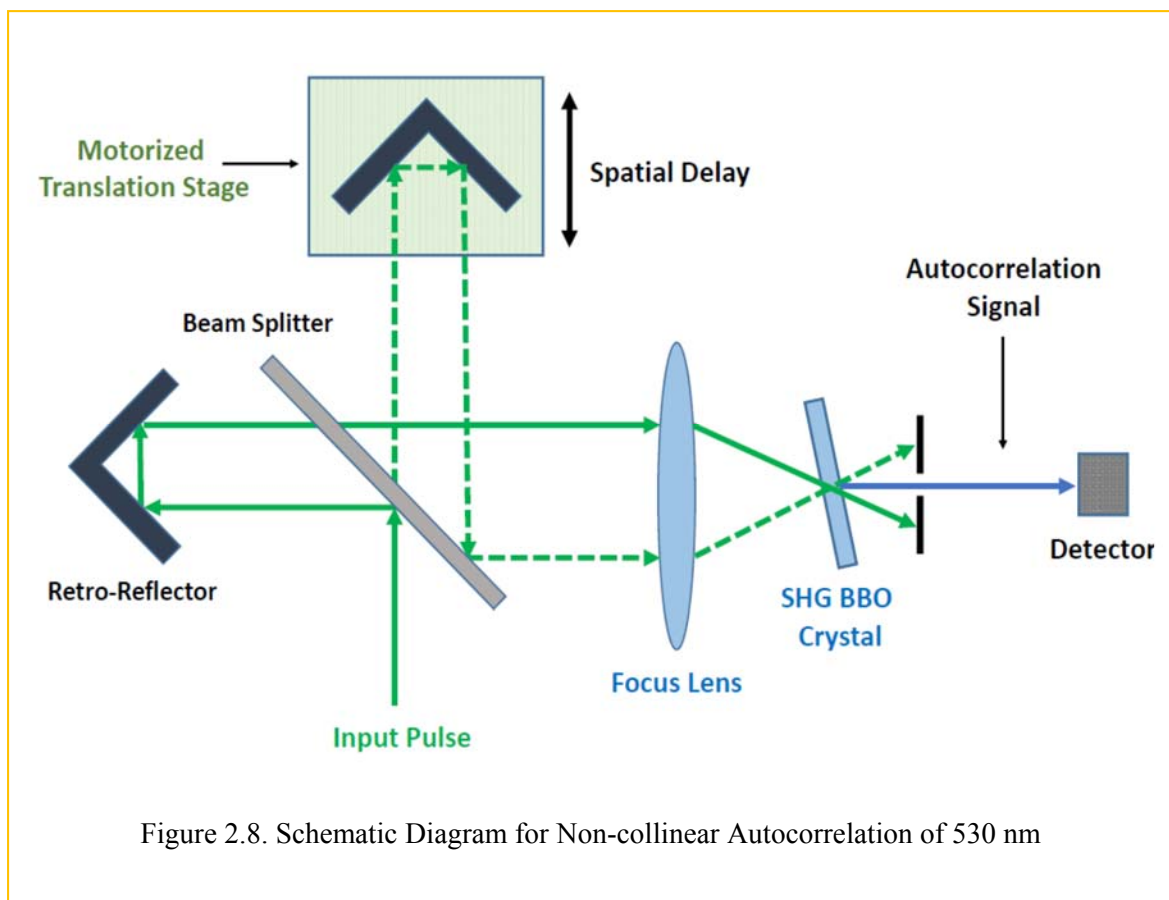 Motorized
Translation Stage
Spatial Delay
Autocorrelation
Signal
Beam Splitter
Retro-Reflector
Detector
SHG BBO
Crystal
Focus Lens
Input Pulse
Figure 2.8. Schematic Diagram for Non-collinear Autocorrelation of 530 nm